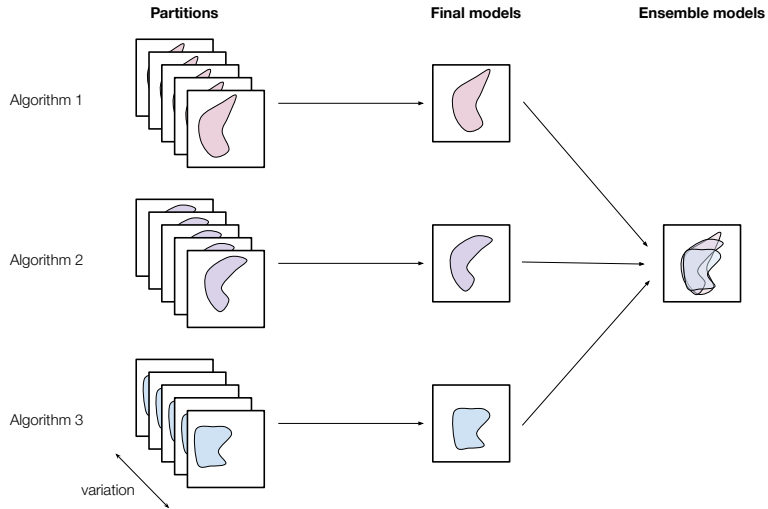 Partitions
Final models
Ensemble models
Algorithm 1
Algorithm 2
Algorithm 3
variation